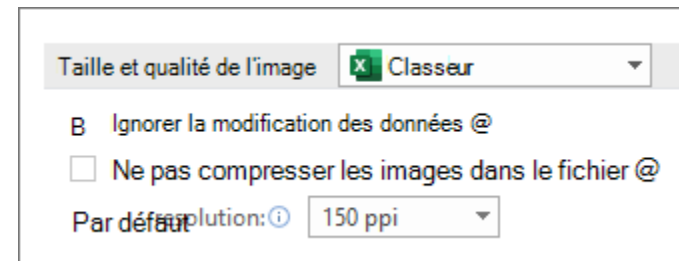 Taille et qualité de l'image Classeur
B Ignorer la modification des données @
Ne pas compresser les images dans le fichier @
Par défaut resolution: 150 ppi